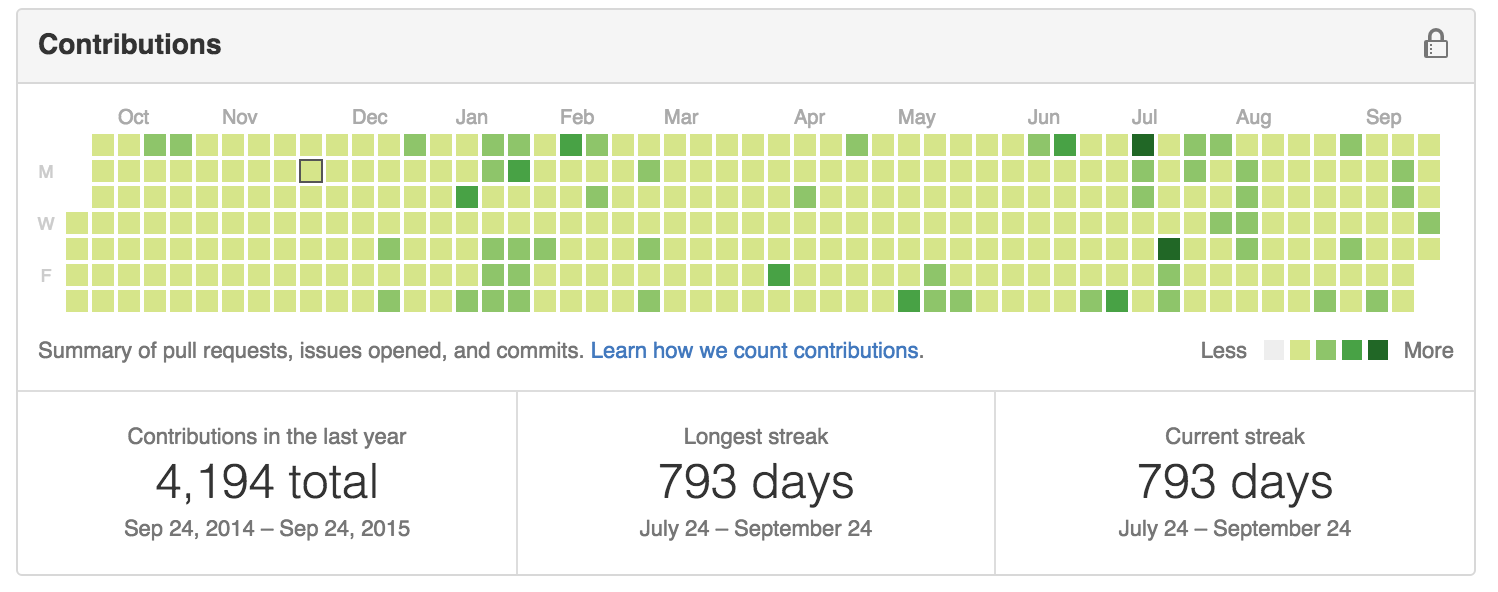 Contributions
Oct Nov Dec Jan Feb Mar Apr May Jun Jul Aug Sep
M
W
F
Summary of pull requests, issues opened, and commits. Learn how we count contributions.
Less More
Contributions in the last year
4,194 total
Sep 24, 2014 – Sep 24, 2015
Longest streak
793 days
July 24 – September 24
Current streak
793 days
July 24 – September 24